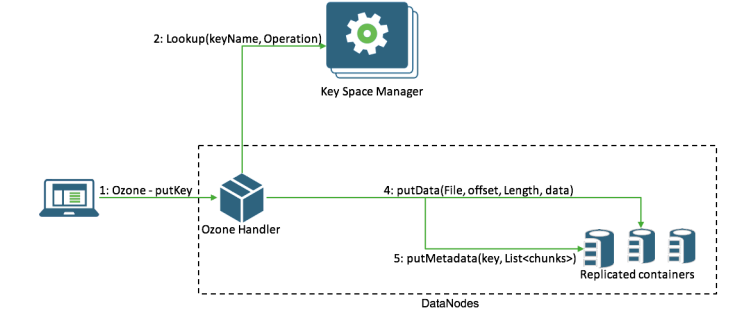 2: Lookup(keyName, Operation)
Key Space Manager
1: Ozone - putKey
4: putData(File, offset, Length, data)
Ozone Handler
5: putMetadata(key, List<chunks>)
Replicated containers
DataNodes